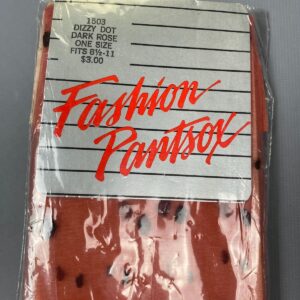 1503
DIZZY DOT
DARK ROSE
ONE SIZE
FITS 8½-11
$3.00
Fashion
Pantsox